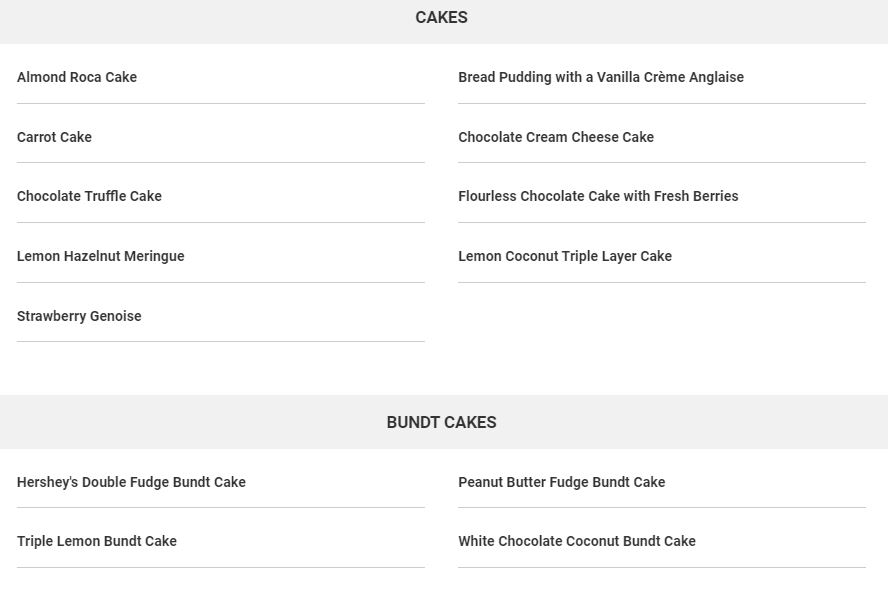 CAKES
Almond Roca Cake
Bread Pudding with a Vanilla Crème Anglaise
Carrot Cake
Chocolate Cream Cheese Cake
Chocolate Truffle Cake
Flourless Chocolate Cake with Fresh Berries
Lemon Hazelnut Meringue
Lemon Coconut Triple Layer Cake
Strawberry Genoise
BUNDT CAKES
Hershey's Double Fudge Bundt Cake
Peanut Butter Fudge Bundt Cake
Triple Lemon Bundt Cake
White Chocolate Coconut Bundt Cake